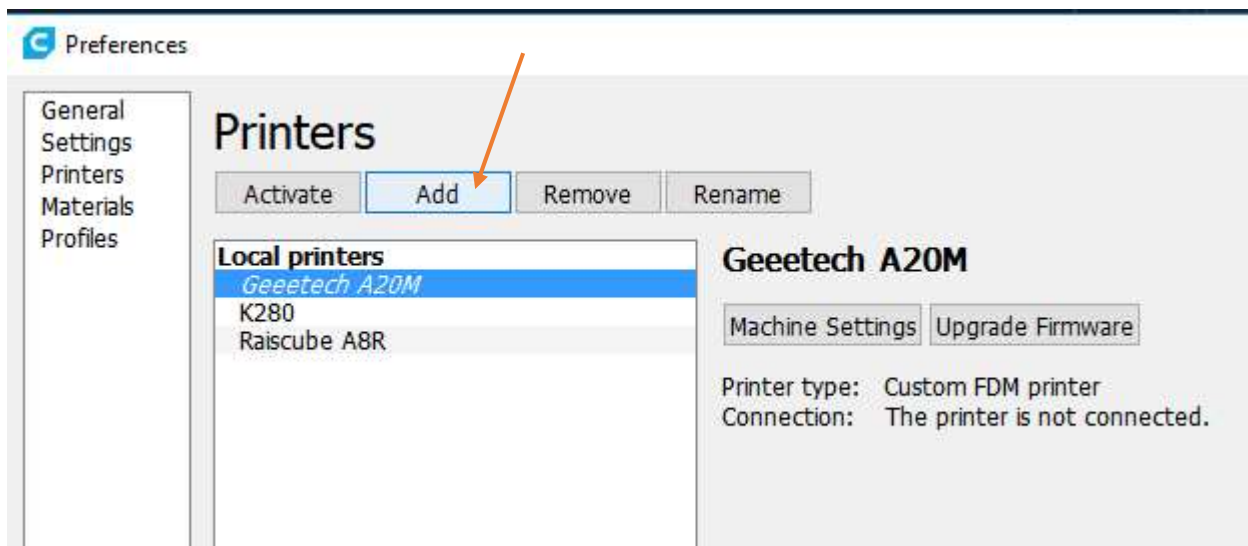 Preferences
General
Settings
Printers
Materials
Profiles
Printers
Activate Add Remove Rename
Local printers
Geeetech A20M
K280
Raiscube A8R
Geeetech A20M
Machine Settings Upgrade Firmware
Printer type: Custom FDM printer
Connection: The printer is not connected.